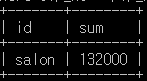 | id | sum |
| salon | 132000 |